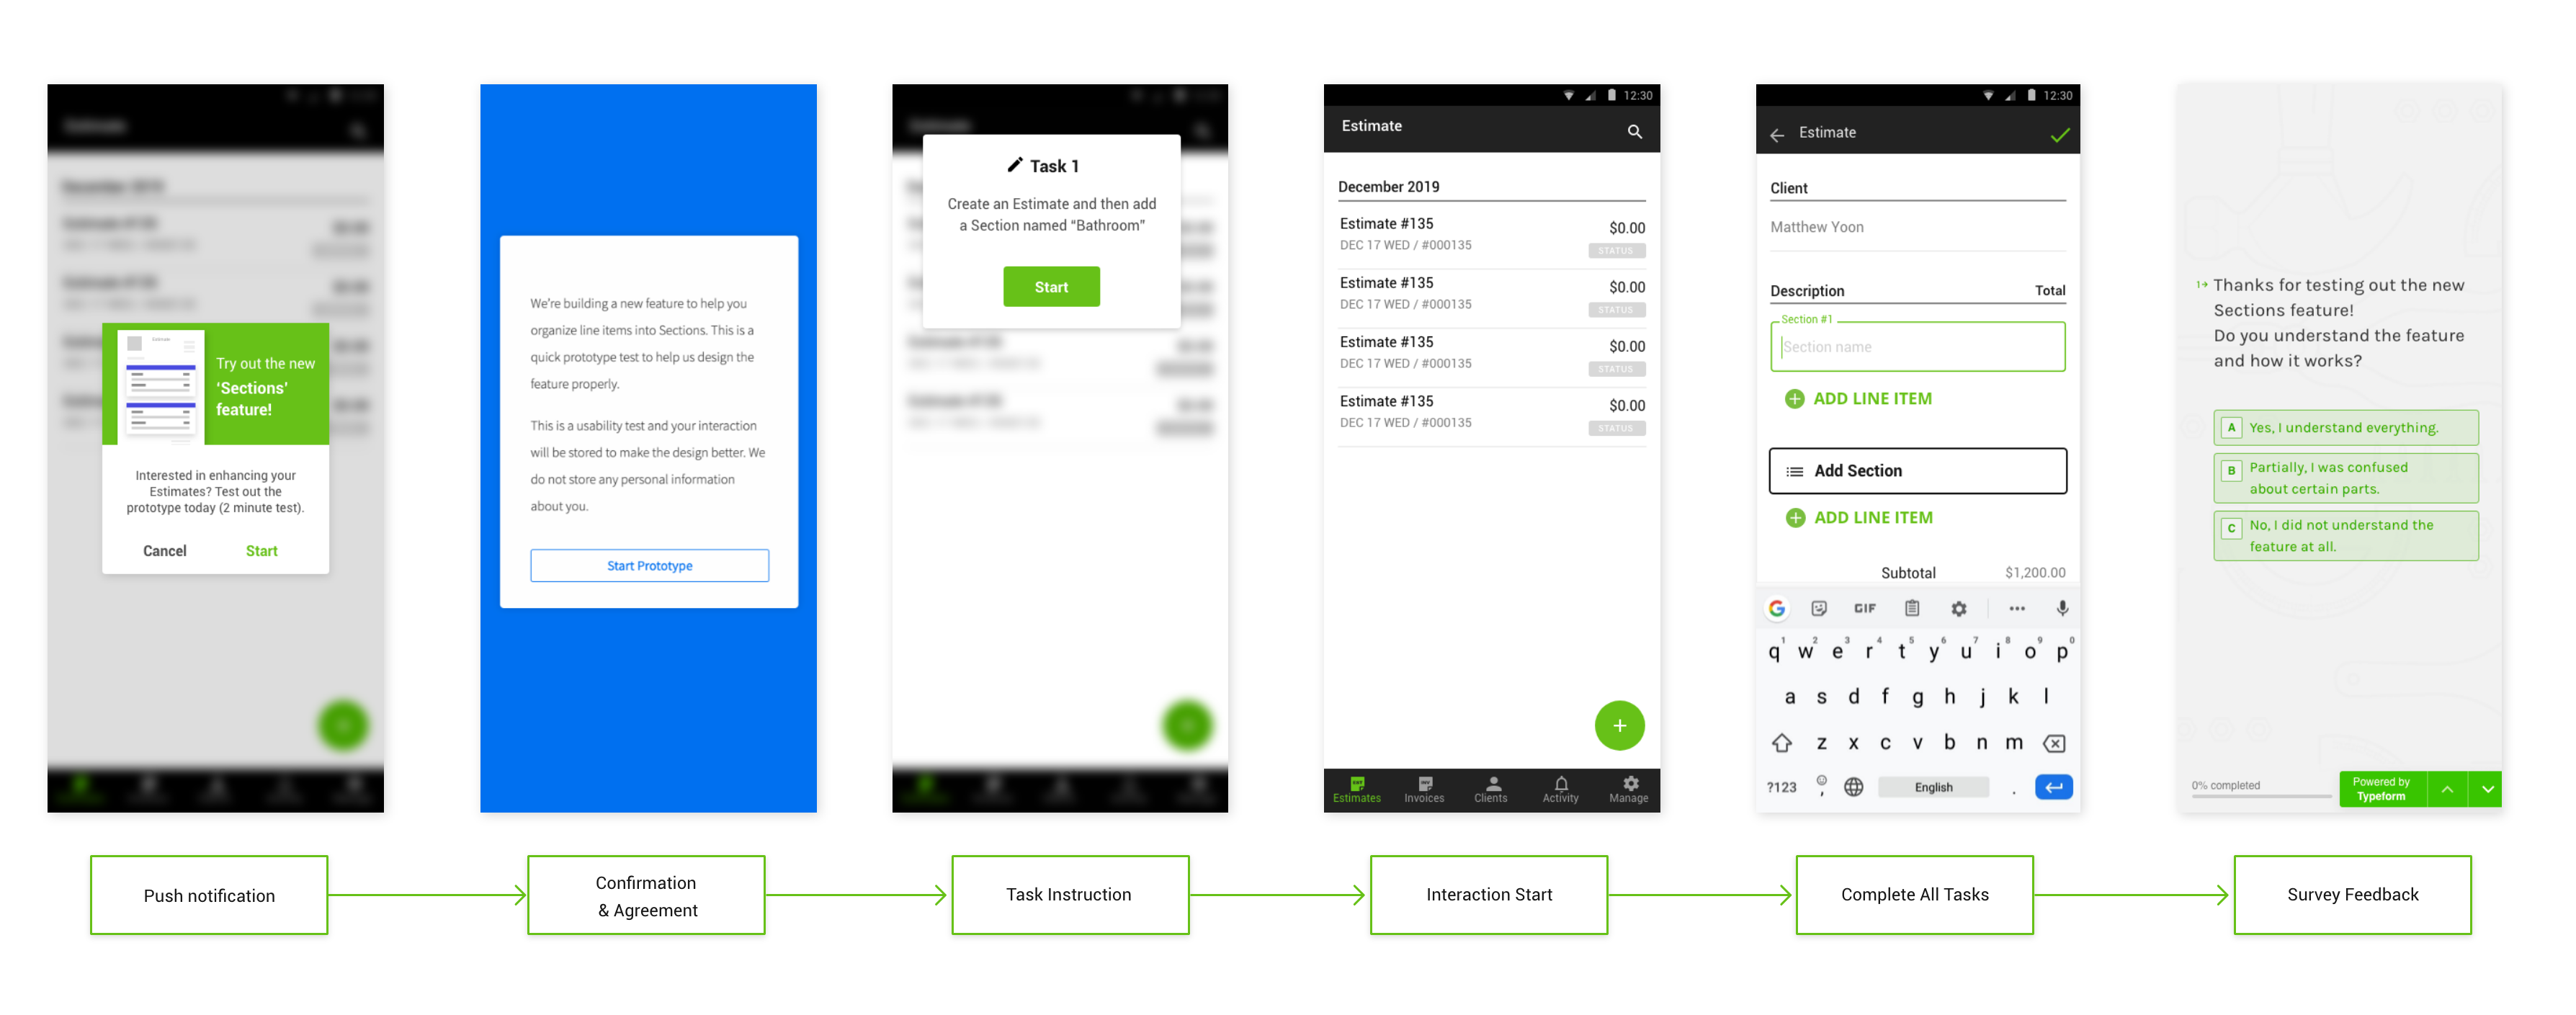 Estimate
Try out the new
‘Sections’
feature!
Interested in enhancing your
Estimates? Test out the
prototype today (2 minute test).
Cancel
Start
We're building a new feature to help you
organize line items into Sections. This is a
quick prototype test to help us design the
feature properly.
This is a usability test and your interaction
will be stored to make the design better. We
do not store any personal information
about you.
Start Prototype
Task 1
Create an Estimate and then add
a Section named “Bathroom”
Start
12:30
Estimate
December 2019
Estimate #135 $0.00
DEC 17 WED / #000135 STATUS
Estimate #135 $0.00
DEC 17 WED / #000135 STATUS
Estimate #135 $0.00
DEC 17 WED / #000135 STATUS
Estimate #135 $0.00
DEC 17 WED / #000135 STATUS
+
Estimates Invoices Clients Activity Manage
12:30
Estimate
Client
Matthew Yoon
Description Total
Section #1
Section name
ADD LINE ITEM
Add Section
ADD LINE ITEM
Subtotal $1,200.00
G GIF
1 2 3 4 5 6 7 8 9 0
q w e r t y u i o p
a s d f g h j k l
z x c v b n m
?123 , English .
1→ Thanks for testing out the new
Sections feature!
Do you understand the feature
and how it works?
A Yes, I understand everything.
B Partially, I was confused
about certain parts.
C No, I did not understand the
feature at all.
0% completed
Powered by
Typeform
Push notification
Confirmation
& Agreement
Task Instruction
Interaction Start
Complete All Tasks
Survey Feedback